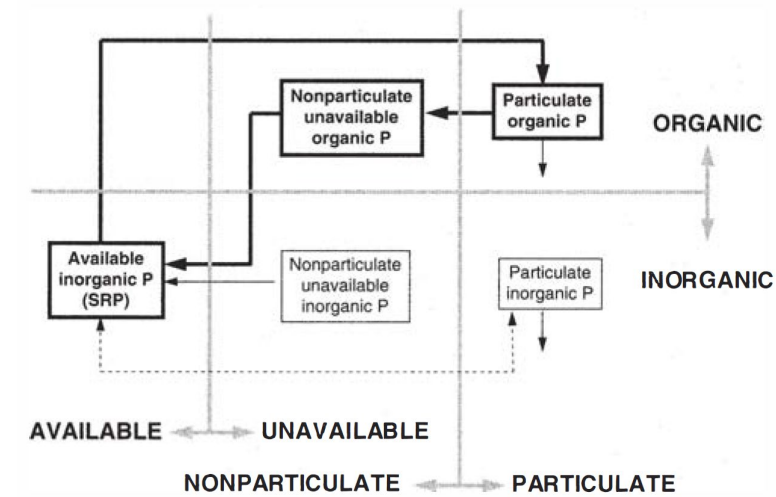 Nonparticulate
unavailable
organic P
Particulate
organic P
ORGANIC
Available
inorganic P
(SRP)
Nonparticulate
unavailable
inorganic P
Particulate
inorganic P
INORGANIC
AVAILABLE
UNAVAILABLE
NONPARTICULATE
PARTICULATE